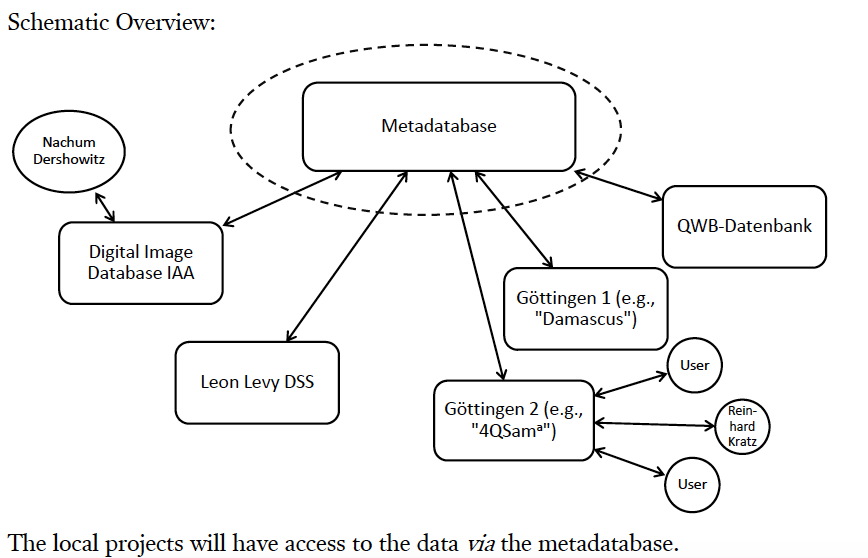 Schematic Overview:
Metadatabase
Nachum
Dershowitz
Digital Image
Database IAA
QWB-Datenbank
Göttingen 1 (e.g.,
"Damascus")
Leon Levy DSS
Göttingen 2 (e.g.,
"4QSamª")
User
Rein-
hard
Kratz
User
The local projects will have access to the data via the metadatabase.